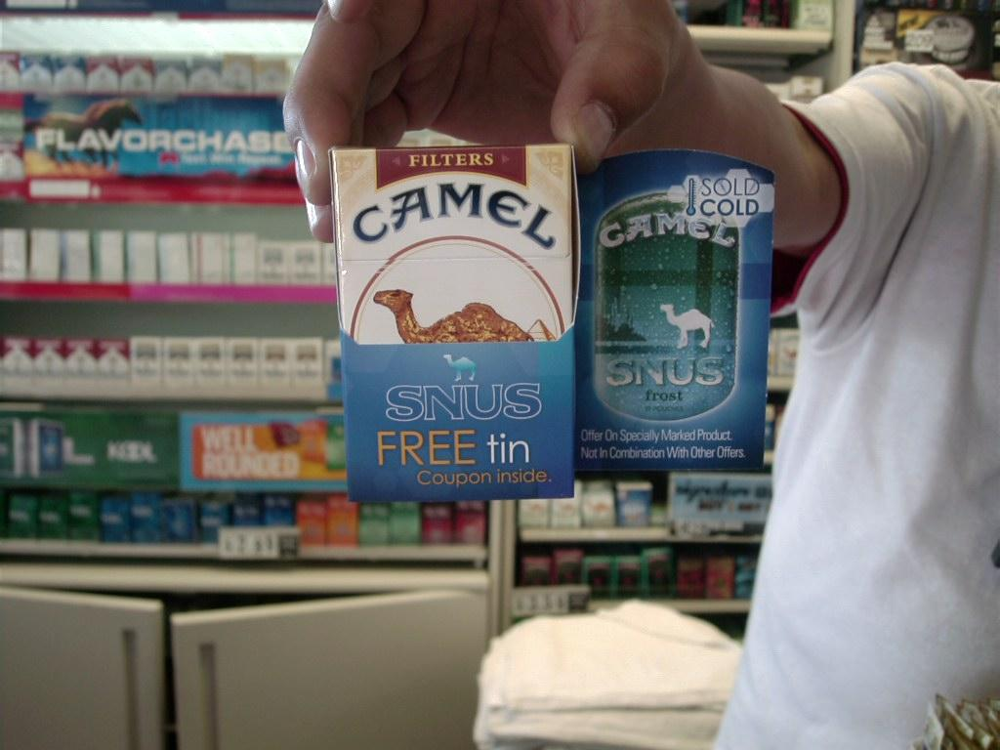 FLAVORCHASE
FILTERS
CAMEL
SNUS
FREE tin
Coupon inside.
SOLD
COLD
CAMEL
SNUS
frost
Offer On Specially Marked Product.
Not In Combination With Other Offers.
KOOL
WELL
ROUNDED